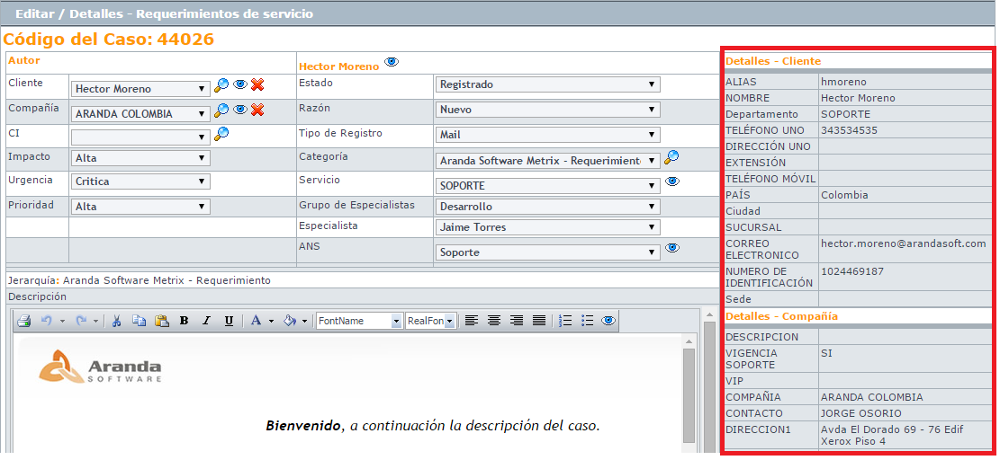 Editar / Detalles - Requerimientos de servicio
Código del Caso: 44026
Autor
Hector Moreno
Cliente Hector Moreno Estado Registrado
Compañía ARANDA COLOMBIA Razón Nuevo
CI Tipo de Registro Mail
Impacto Alta Categoría Aranda Software Metrix - Requerimiento
Urgencia Critica Servicio SOPORTE
Prioridad Alta Grupo de Especialistas Desarrollo
Especialista Jaime Torres
ANS Soporte
Jerarquía: Aranda Software Metrix - Requerimiento
Descripción
B I U A FontName RealFon
Aranda
SOFTWARE
Bienvenido, a continuación la descripción del caso.
Detalles - Cliente
ALIAS hmoreno
NOMBRE Hector Moreno
Departamento SOPORTE
TELÉFONO UNO 343534535
DIRECCIÓN UNO
EXTENSIÓN
TELÉFONO MÓVIL
PAÍS Colombia
Ciudad
SUCURSAL
CORREO hector.moreno@arandasoft.com
ELECTRONICO
NUMERO DE 1024469187
IDENTIFICACIÓN
Sede
Detalles - Compañía
DESCRIPCION
VIGENCIA SI
SOPORTE
VIP
COMPAÑIA ARANDA COLOMBIA
CONTACTO JORGE OSORIO
DIRECCION1 Avda El Dorado 69 - 76 Edif
Xerox Piso 4